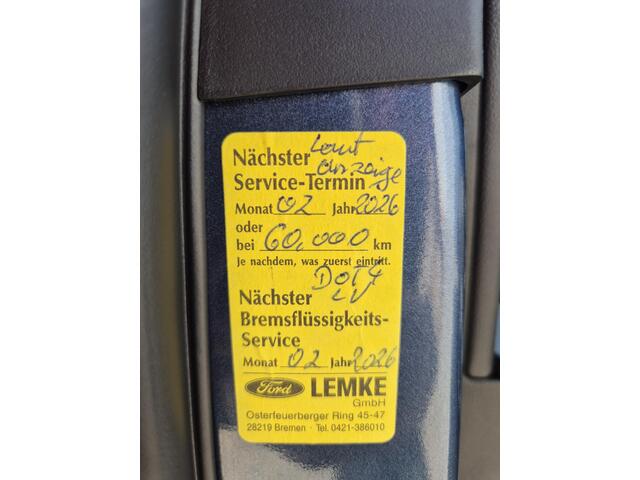 Laut
Nächster Anzeige
Service-Termin
Monat 02 Jahr 2026
oder
bei 60.000 km
Je nachdem, was zuerst eintritt.
DOT4
Nächster LV
Bremsflüssigkeits-
Service
Monat 02 Jahr 2026
Ford LEMKE
GmbH
Osterfeuerberger Ring 45-47
28219 Bremen · Tel. 0421-386010